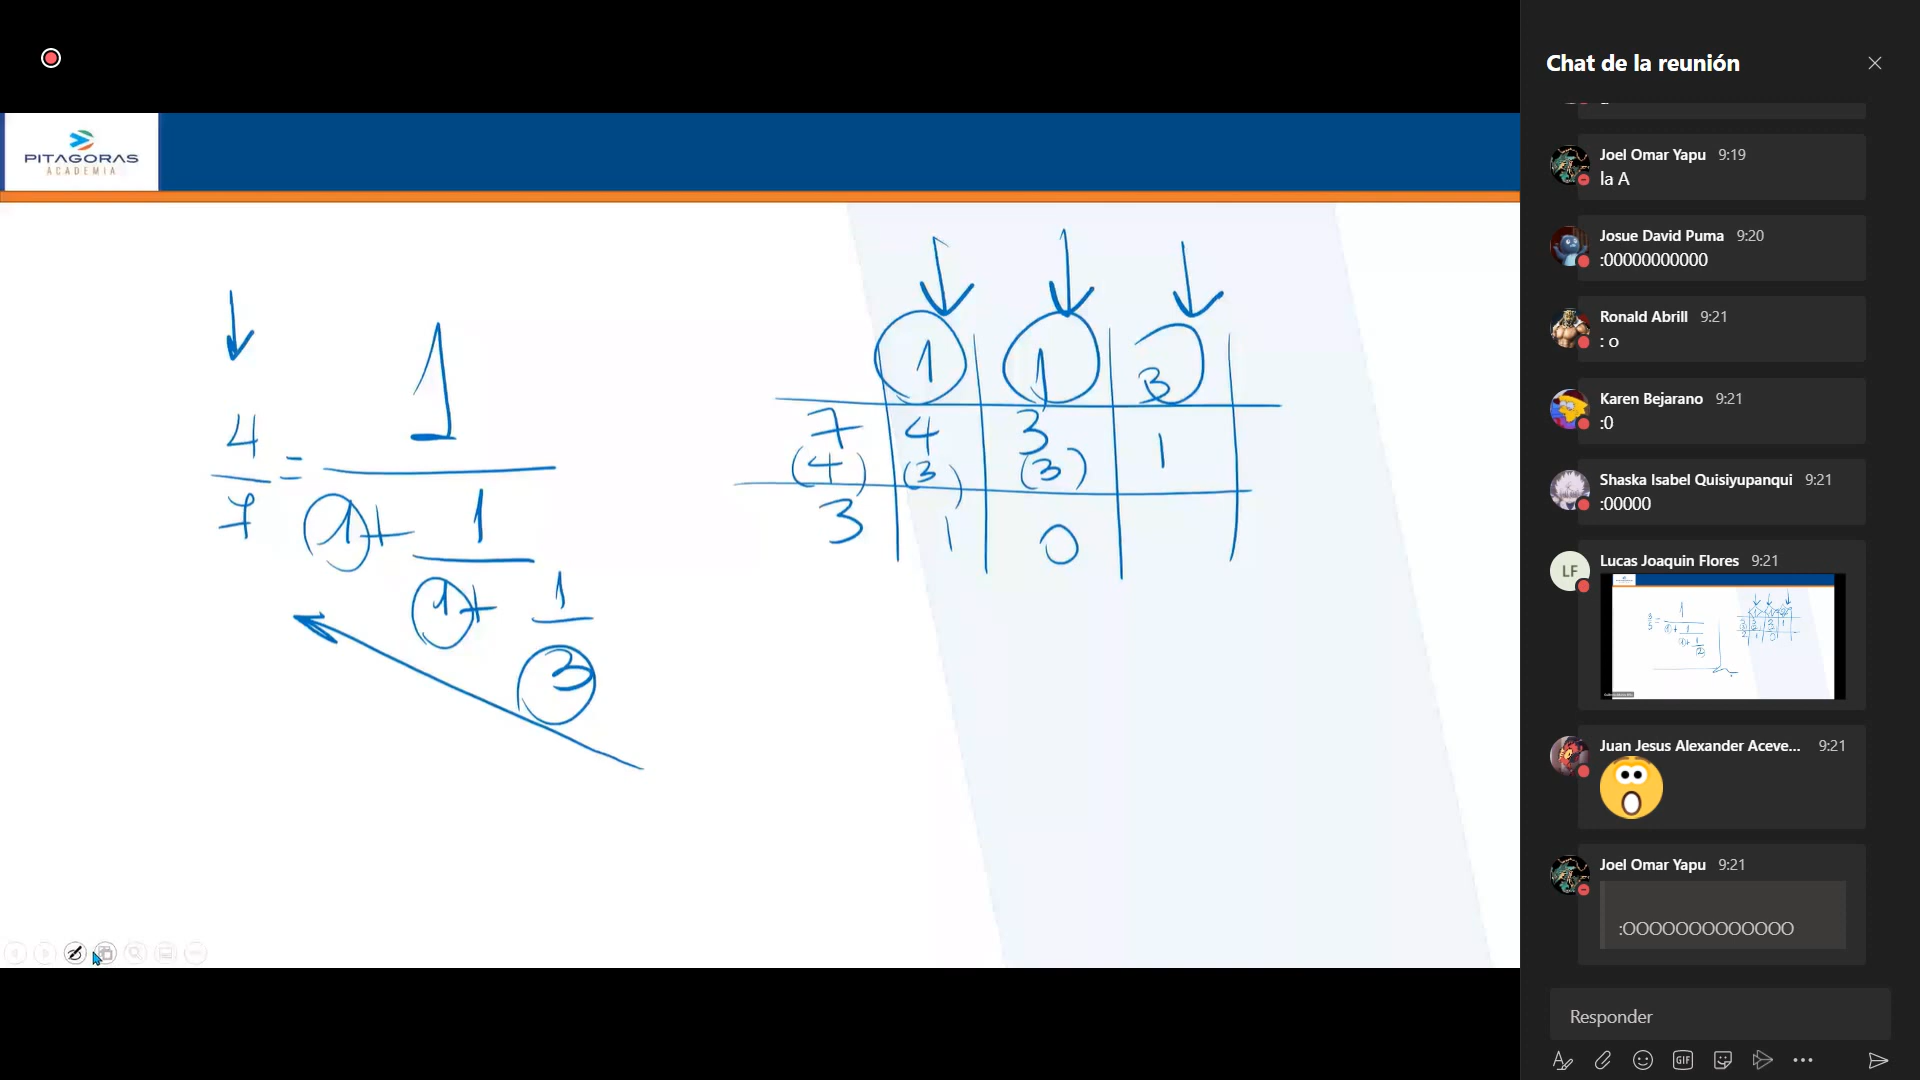 PITAGORAS
ACADEMIA
4
7
=
1
1+
1
1+
1
3
1 1 3
7 4 3 1
(4) (3) (3)
3 1 0
Chat de la reunión
Joel Omar Yapu 9:19
la A
Josue David Puma 9:20
:00000000000
Ronald Abrill 9:21
: o
Karen Bejarano 9:21
:0
Shaska Isabel Quisiyupanqui 9:21
:00000
LF
Lucas Joaquin Flores 9:21
Juan Jesus Alexander Aceve... 9:21
Joel Omar Yapu 9:21
:OOOOOOOOOOOOO
Responder
GIF